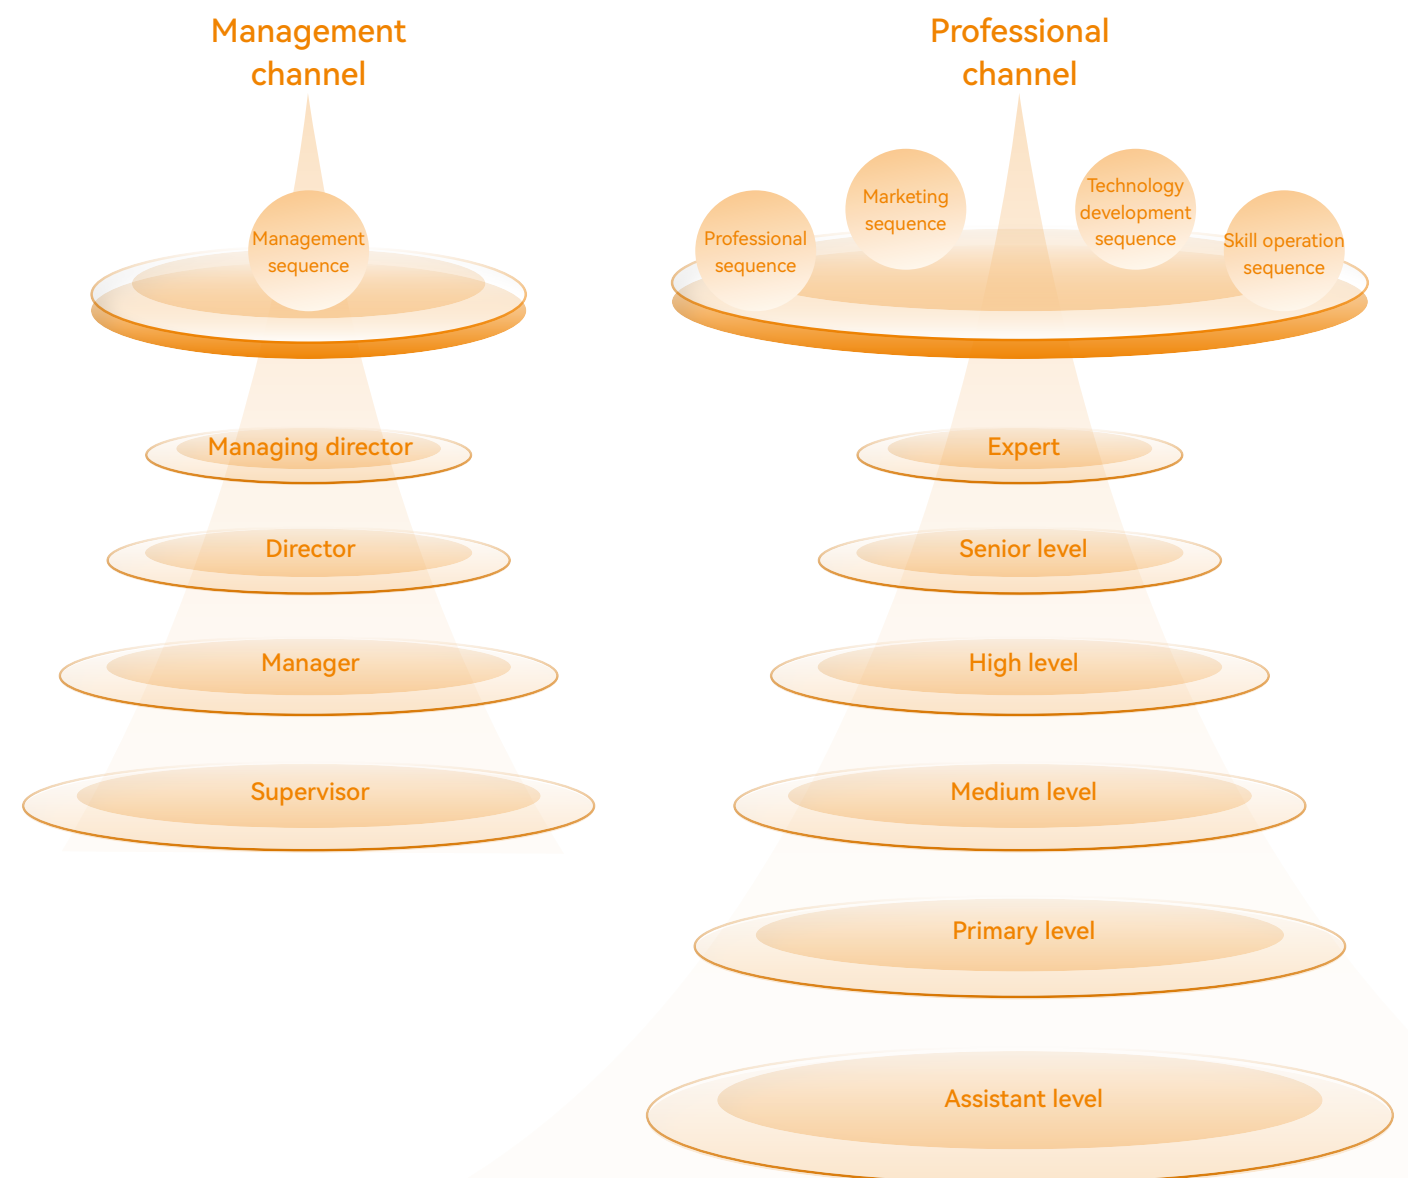 Management
channel
Management
sequence
Managing director
Director
Manager
Supervisor
Professional
channel
Professional
sequence
Marketing
sequence
Technology
development
sequence
Skill operation
sequence
Expert
Senior level
High level
Medium level
Primary level
Assistant level